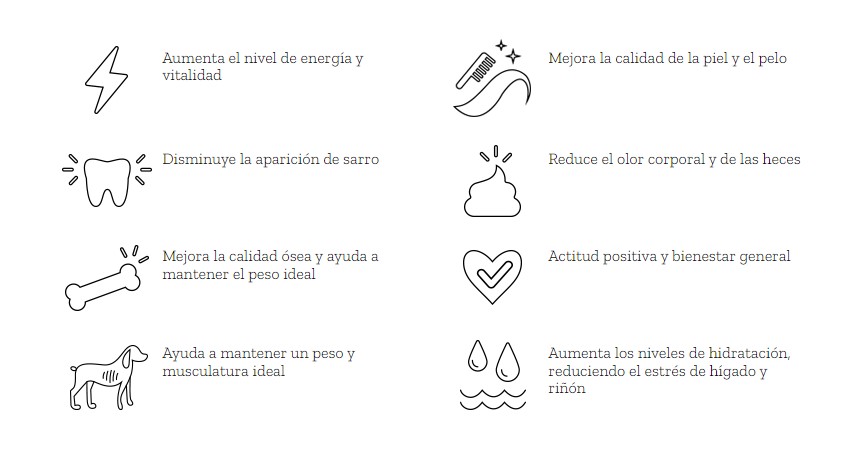 Aumenta el nivel de energía y
vitalidad
Mejora la calidad de la piel y el pelo
Disminuye la aparición de sarro
Reduce el olor corporal y de las heces
Mejora la calidad ósea y ayuda a
mantener el peso ideal
Actitud positiva y bienestar general
Ayuda a mantener un peso y
musculatura ideal
Aumenta los niveles de hidratación,
reduciendo el estrés de hígado y
riñón